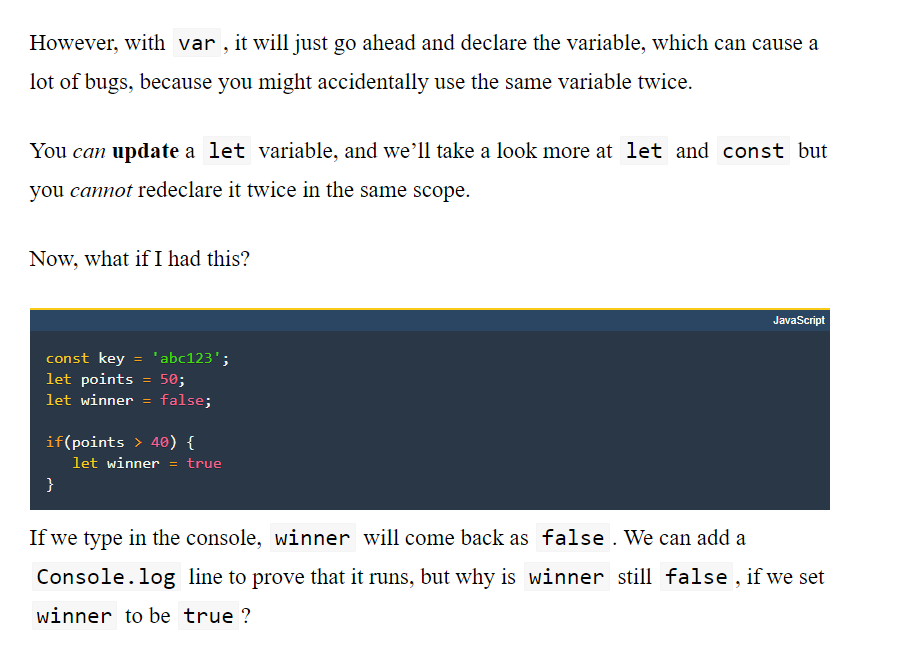 However, with var , it will just go ahead and declare the variable, which can cause a
lot of bugs, because you might accidentally use the same variable twice.
You can update a let variable, and we’ll take a look more at let and const but
you cannot redeclare it twice in the same scope.
Now, what if I had this?
JavaScript
const key = 'abc123';
let points = 50;
let winner = false;
if(points > 40) {
let winner = true
}
If we type in the console, winner will come back as false . We can add a
Console.log line to prove that it runs, but why is winner still false , if we set
winner to be true ?